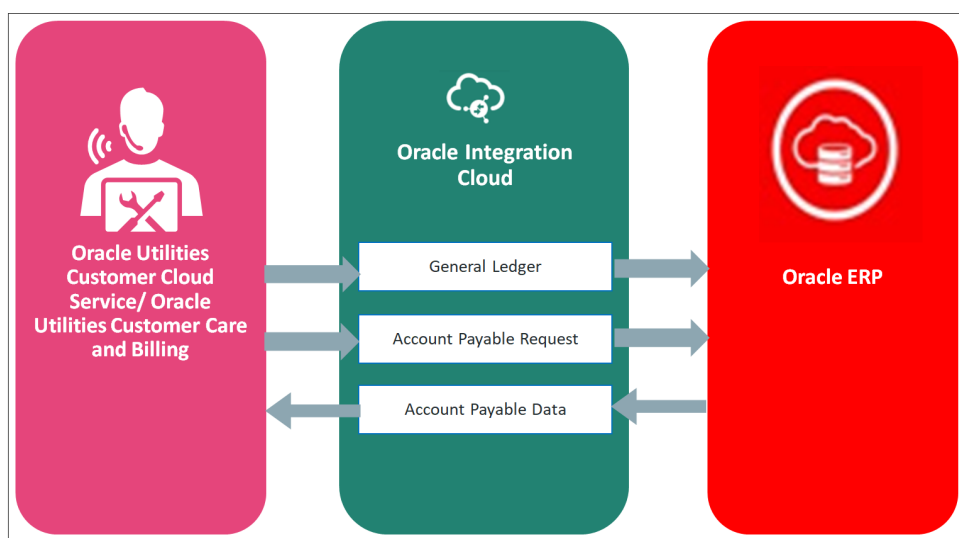 Oracle Utilities
Customer Cloud
Service/ Oracle
Utilities Customer Care
and Billing
Oracle Integration
Cloud
General Ledger
Account Payable Request
Account Payable Data
Oracle ERP